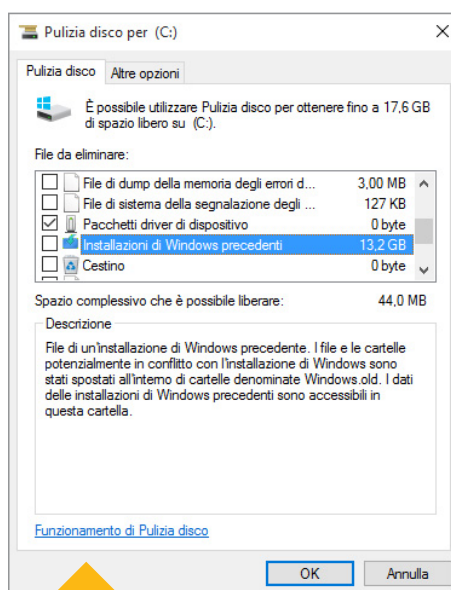 Pulizia disco per (C:)
Pulizia disco Altre opzioni
È possibile utilizzare Pulizia disco per ottenere fino a 17,6 GB
di spazio libero su (C:).
File da eliminare:
File di dump della memoria degli errori d... 3,00 MB
File di sistema della segnalazione degli ... 127 KB
Pacchetti driver di dispositivo 0 byte
Installazioni di Windows precedenti 13,2 GB
Cestino 0 byte
Spazio complessivo che è possibile liberare: 44,0 MB
Descrizione
File di un'installazione di Windows precedente. I file e le cartelle
potenzialmente in conflitto con l'installazione di Windows sono
stati spostati all'interno di cartelle denominate Windows.old. I dati
delle installazioni di Windows precedenti sono accessibili in
questa cartella.
Funzionamento di Pulizia disco
OK Annulla